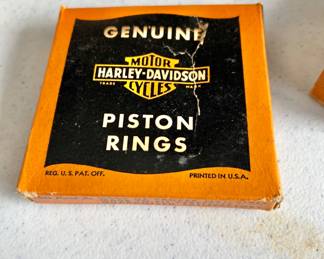 GENUINE
MOTOR
HARLEY-DAVIDSON
TRADE MARK
CYCLES
PISTON
RINGS
REG. U.S. PAT. OFF. PRINTED IN U.S.A.